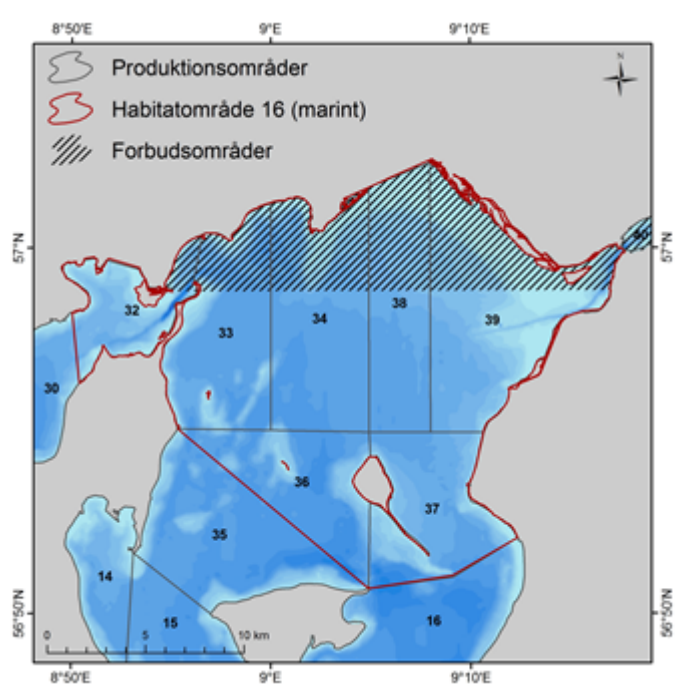 8°50'E 9°E 9°10'E
N
Produktionsområder
Habitatområde 16 (marint)
Forbudsområder
57°N 57°N
40
32
33 34 38 39
30
36
37
35
14
15 16
56°50'N 56°50'N
0 5 10 km
8°50'E 9°E 9°10'E